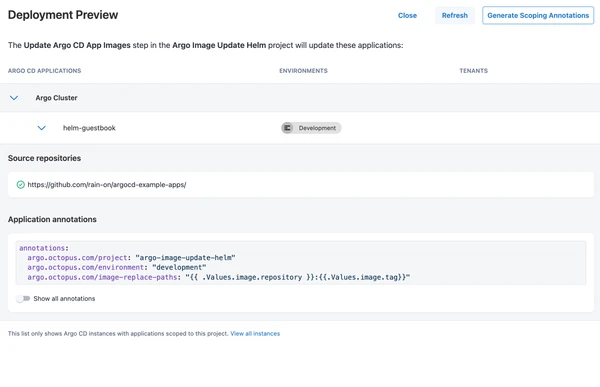 Deployment Preview
Close
Refresh
Generate Scoping Annotations
The Update Argo CD App Images step in the Argo Image Update Helm project will update these applications:
ARGO CD APPLICATIONS
ENVIRONMENTS
TENANTS
Argo Cluster
helm-guestbook
Development
Source repositories
https://github.com/rain-on/argocd-example-apps/
Application annotations
annotations:
argo.octopus.com/project: "argo-image-update-helm"
argo.octopus.com/environment: "development"
argo.octopus.com/image-replace-paths: "{{ .Values.image.repository }}:{{.Values.image.tag}}"
Show all annotations
This list only shows Argo CD instances with applications scoped to this project. View all instances